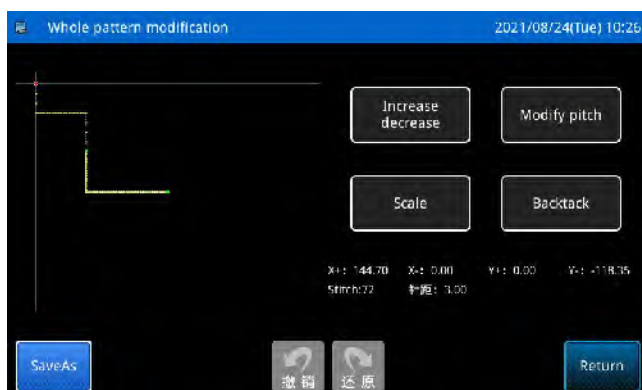 Whole pattern modification 2021/08/24(Tue) 10:26
Increase
decrease
Modify pitch
Scale
Backtack
X+: 144.70 X-: 0.00 Y+: 0.00 Y-: -118.35
Stitch:72 针距: 3.00
SaveAs
撤销
还原
Return